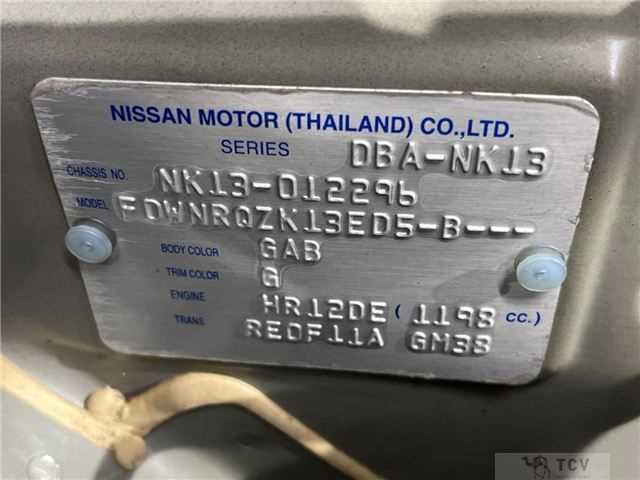 NISSAN MOTOR (THAILAND) CO.,LTD.
SERIES DBA-NK13
CHASSIS NO. NK13-012296
MODEL FDWNRQZK13ED5-B---
BODY COLOR GAB
TRIM COLOR G
ENGINE HR12DE ( 1198 CC.)
TRANS RE0F11A GM38
TCV